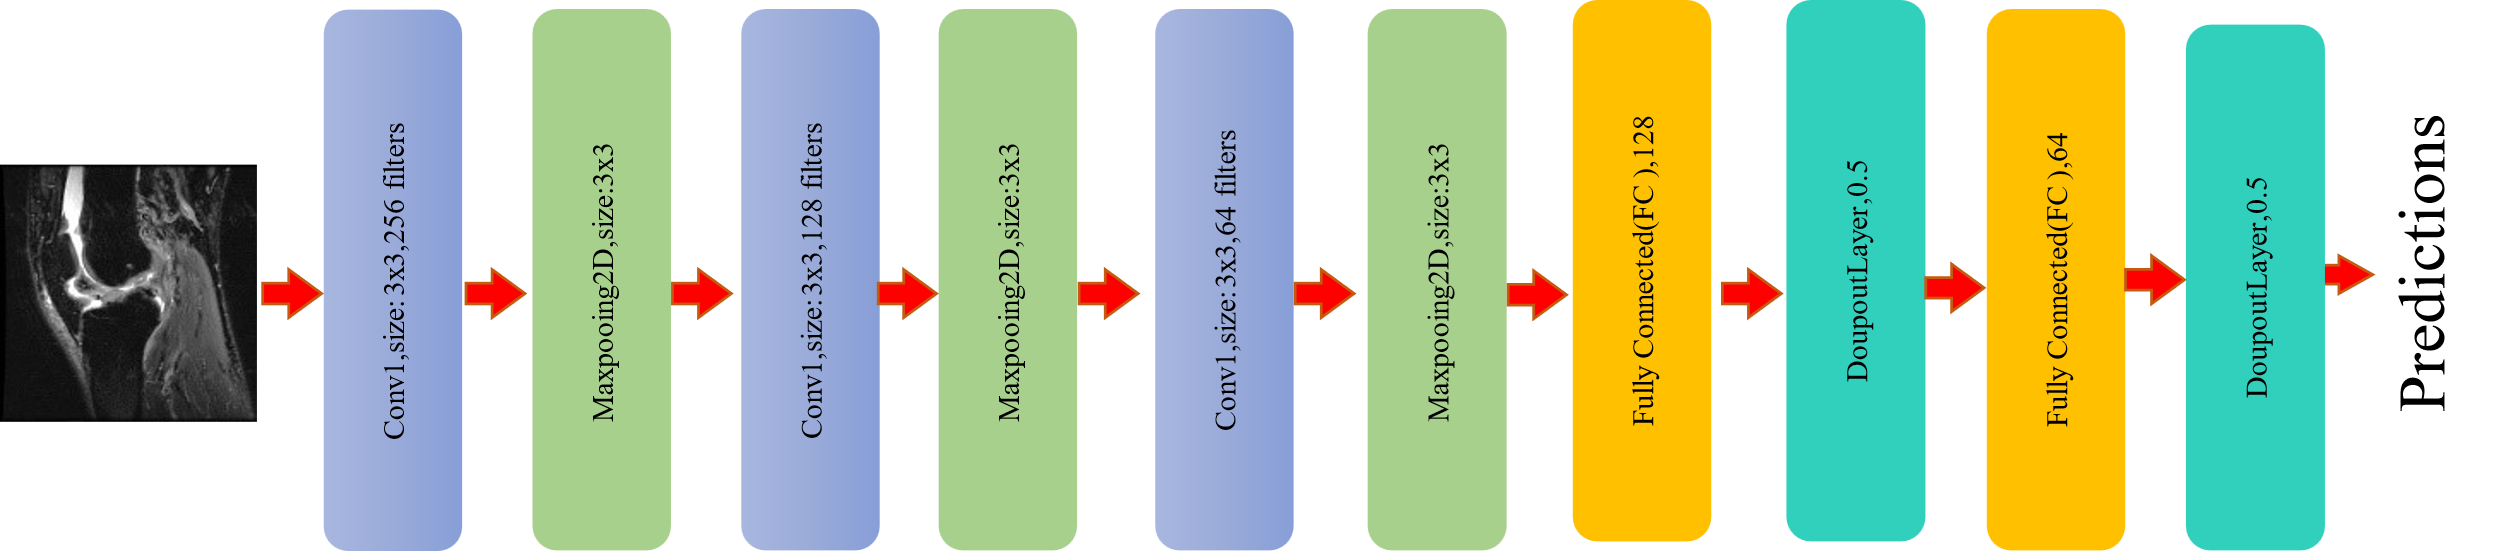 Conv1,size: 3x3,256 filters
Maxpooing2D,size:3x3
Conv1,size: 3x3,128 filters
Maxpooing2D,size:3x3
Conv1,size: 3x3,64 filters
Maxpooing2D,size:3x3
Fully Connected(FC ),128
DoupoutLayer,0.5
Fully Connected(FC ),64
DoupoutLayer,0.5
Predictions